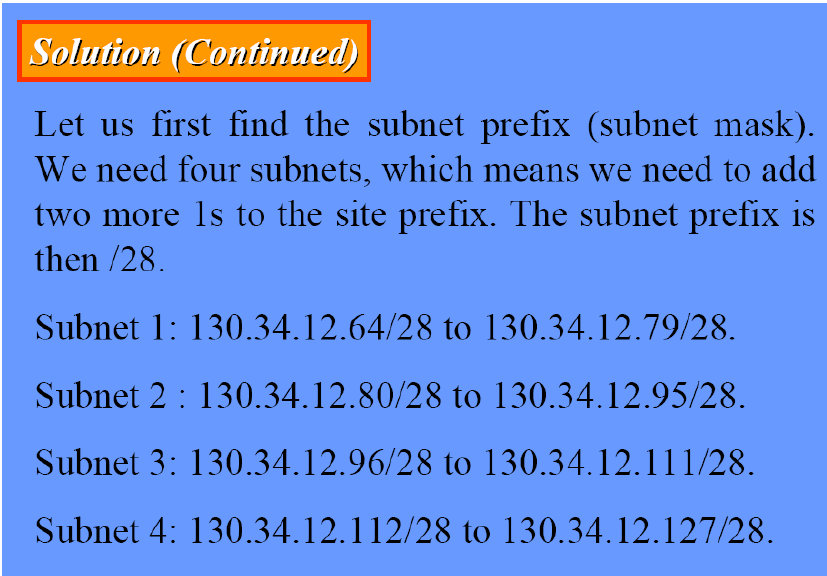 Solution (Continued)
Let us first find the subnet prefix (subnet mask).
We need four subnets, which means we need to add
two more 1s to the site prefix. The subnet prefix is
then /28.
Subnet 1: 130.34.12.64/28 to 130.34.12.79/28.
Subnet 2 : 130.34.12.80/28 to 130.34.12.95/28.
Subnet 3: 130.34.12.96/28 to 130.34.12.111/28.
Subnet 4: 130.34.12.112/28 to 130.34.12.127/28.